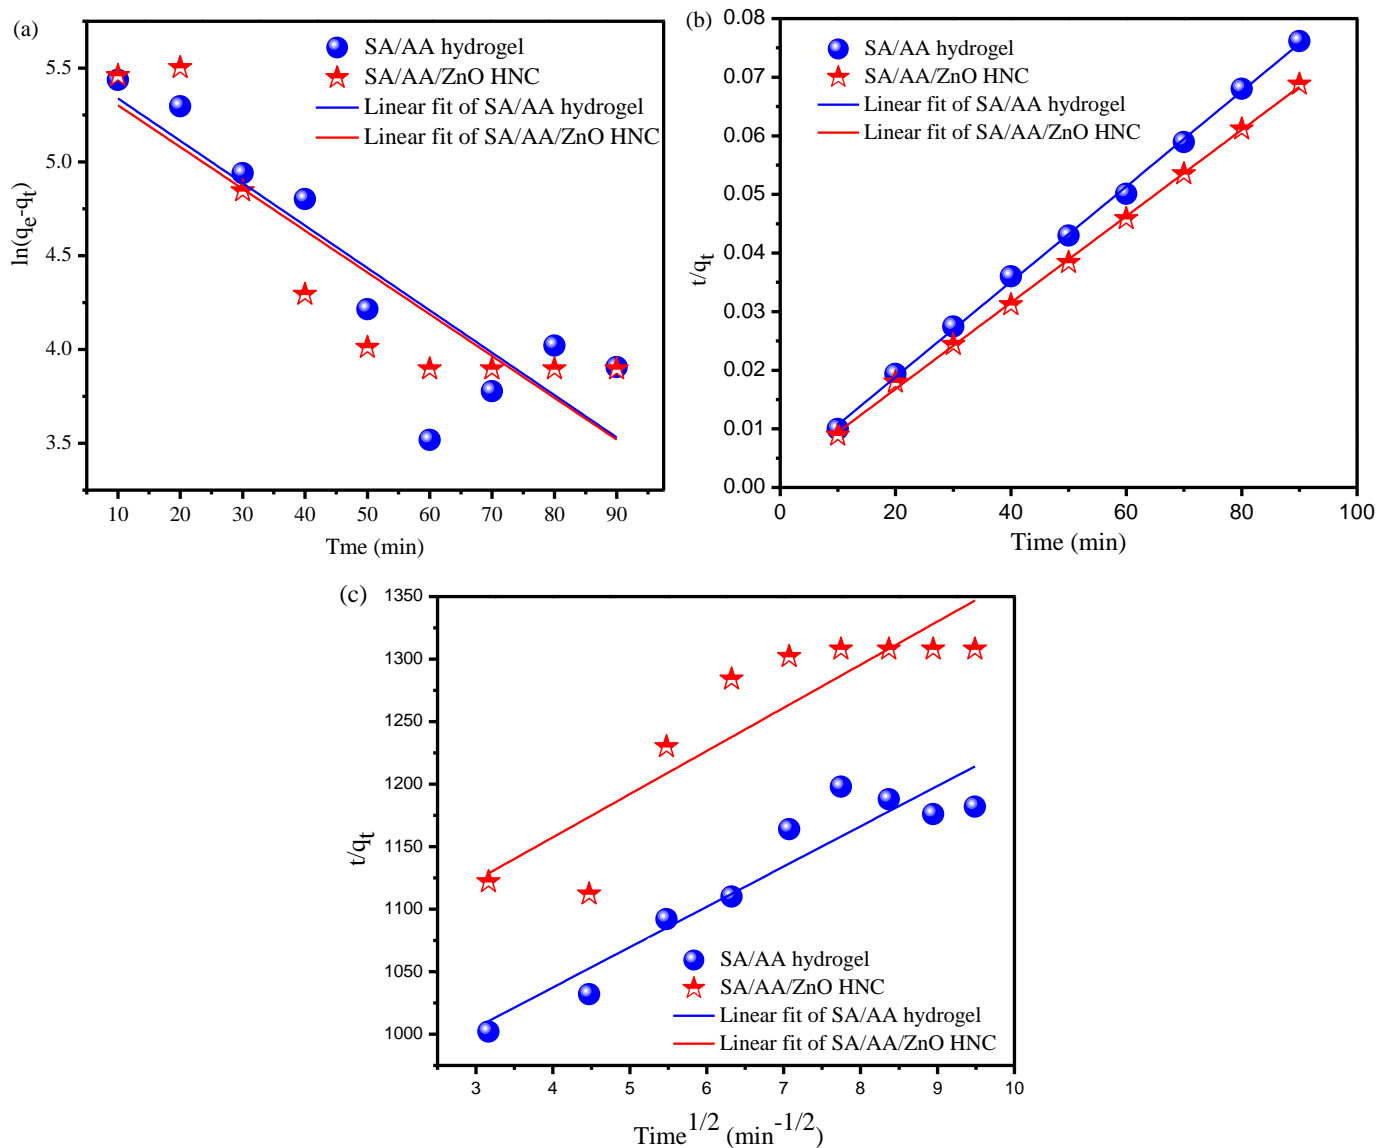 (a)
SA/AA hydrogel
SA/AA/ZnO HNC
Linear fit of SA/AA hydrogel
Linear fit of SA/AA/ZnO HNC
ln(q_e-q_t)
5.5
5.0
4.5
4.0
3.5
10 20 30 40 50 60 70 80 90
Tme (min)
(b)
SA/AA hydrogel
SA/AA/ZnO HNC
Linear fit of SA/AA hydrogel
Linear fit of SA/AA/ZnO HNC
t/q_t
0.08
0.07
0.06
0.05
0.04
0.03
0.02
0.01
0.00
0 20 40 60 80 100
Time (min)
(c)
t/q_t
1350
1300
1250
1200
1150
1100
1050
1000
SA/AA hydrogel
SA/AA/ZnO HNC
Linear fit of SA/AA hydrogel
Linear fit of SA/AA/ZnO HNC
3 4 5 6 7 8 9 10
Time^1/2 (min^-1/2)